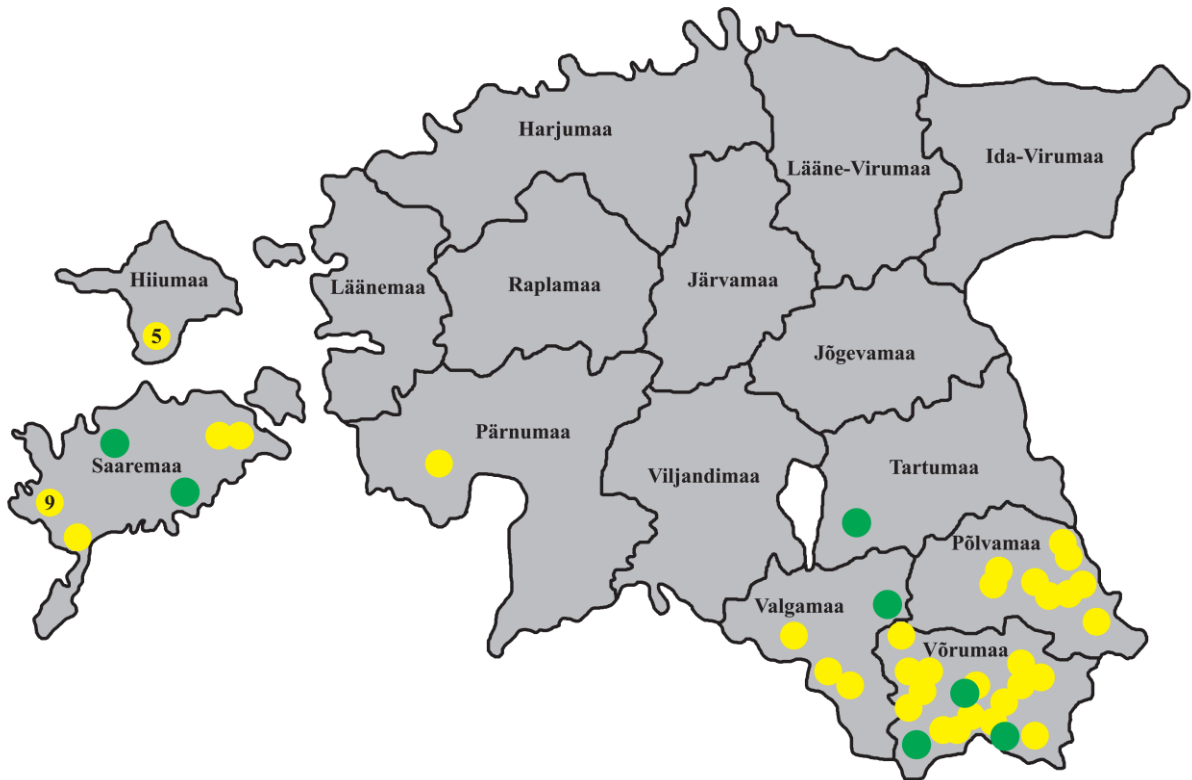 Harjumaa
Lääne-Virumaa
Ida-Virumaa
Hiiumaa
Läänemaa
Raplamaa
Järvamaa
5
Jõgevamaa
Pärnumaa
Saaremaa
Viljandimaa
Tartumaa
9
Põlvamaa
Valgamaa
Võrumaa